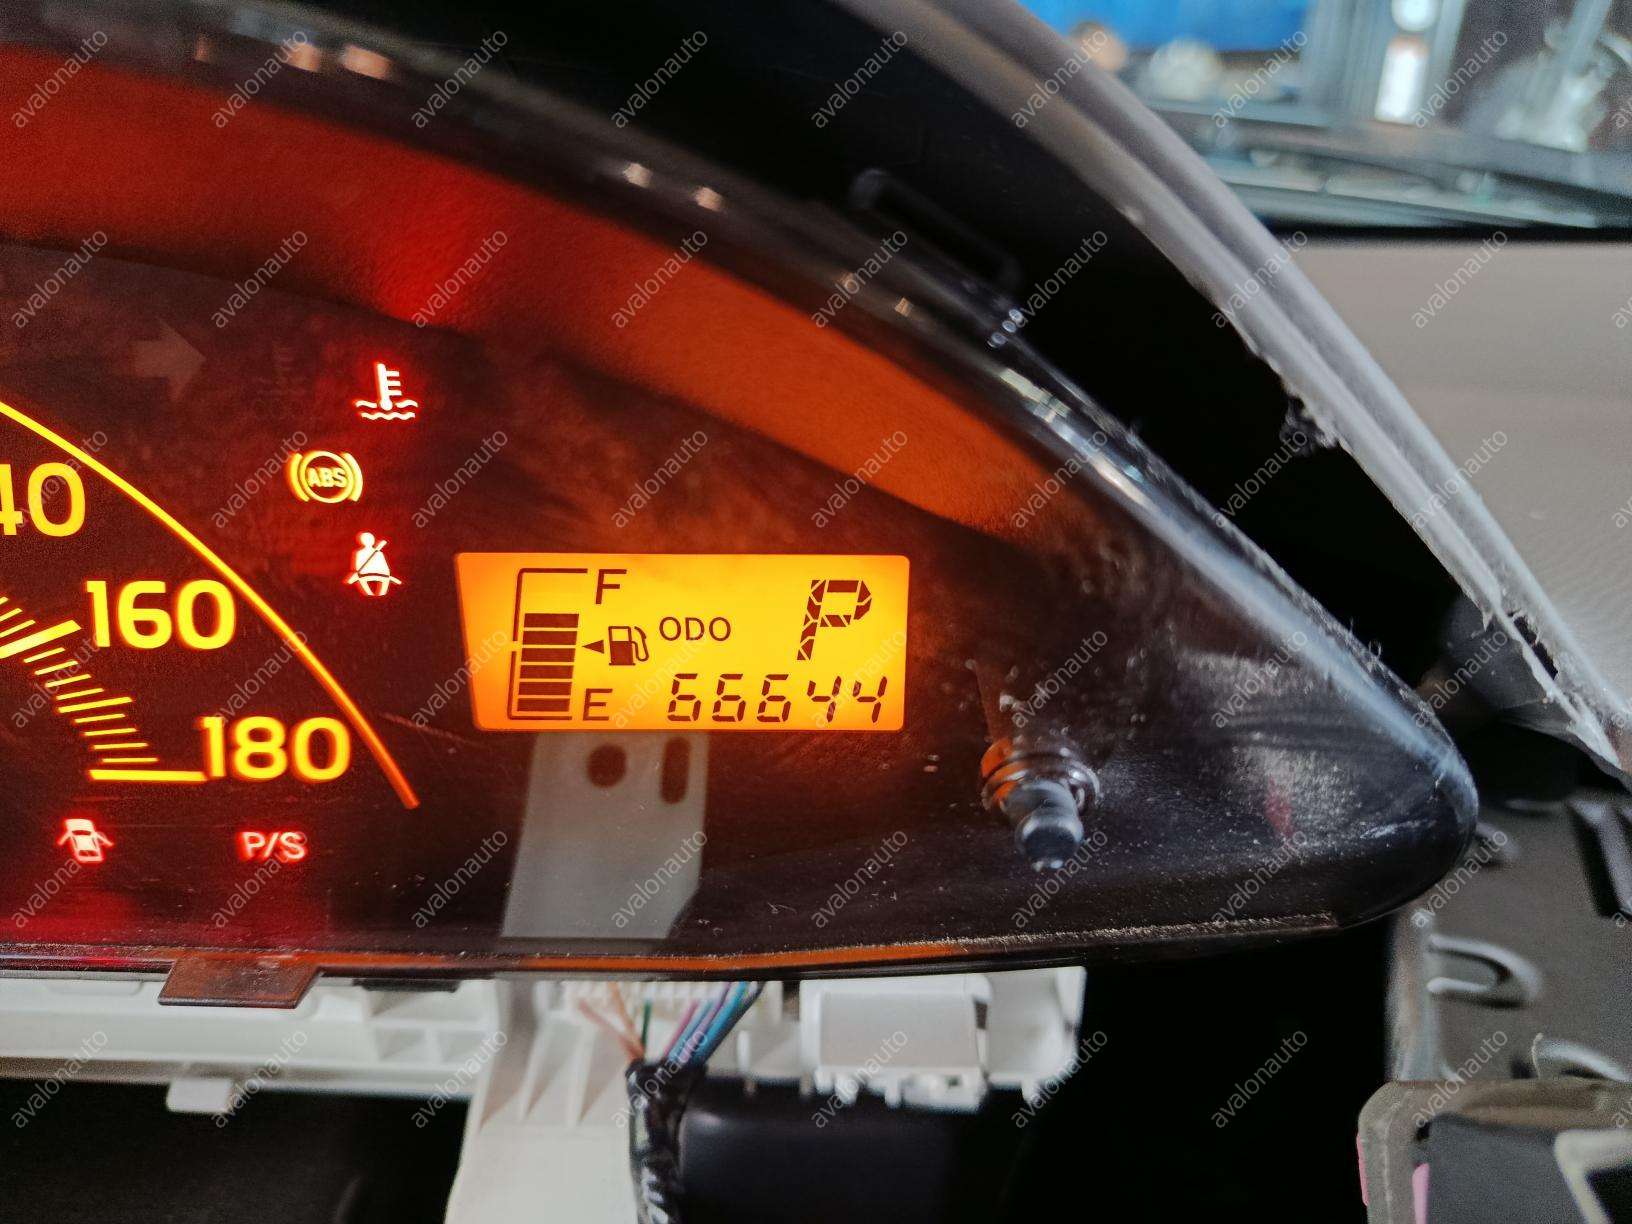 40
160
180
ABS
P/S
F
ODO
P
E
66644
avalonauto